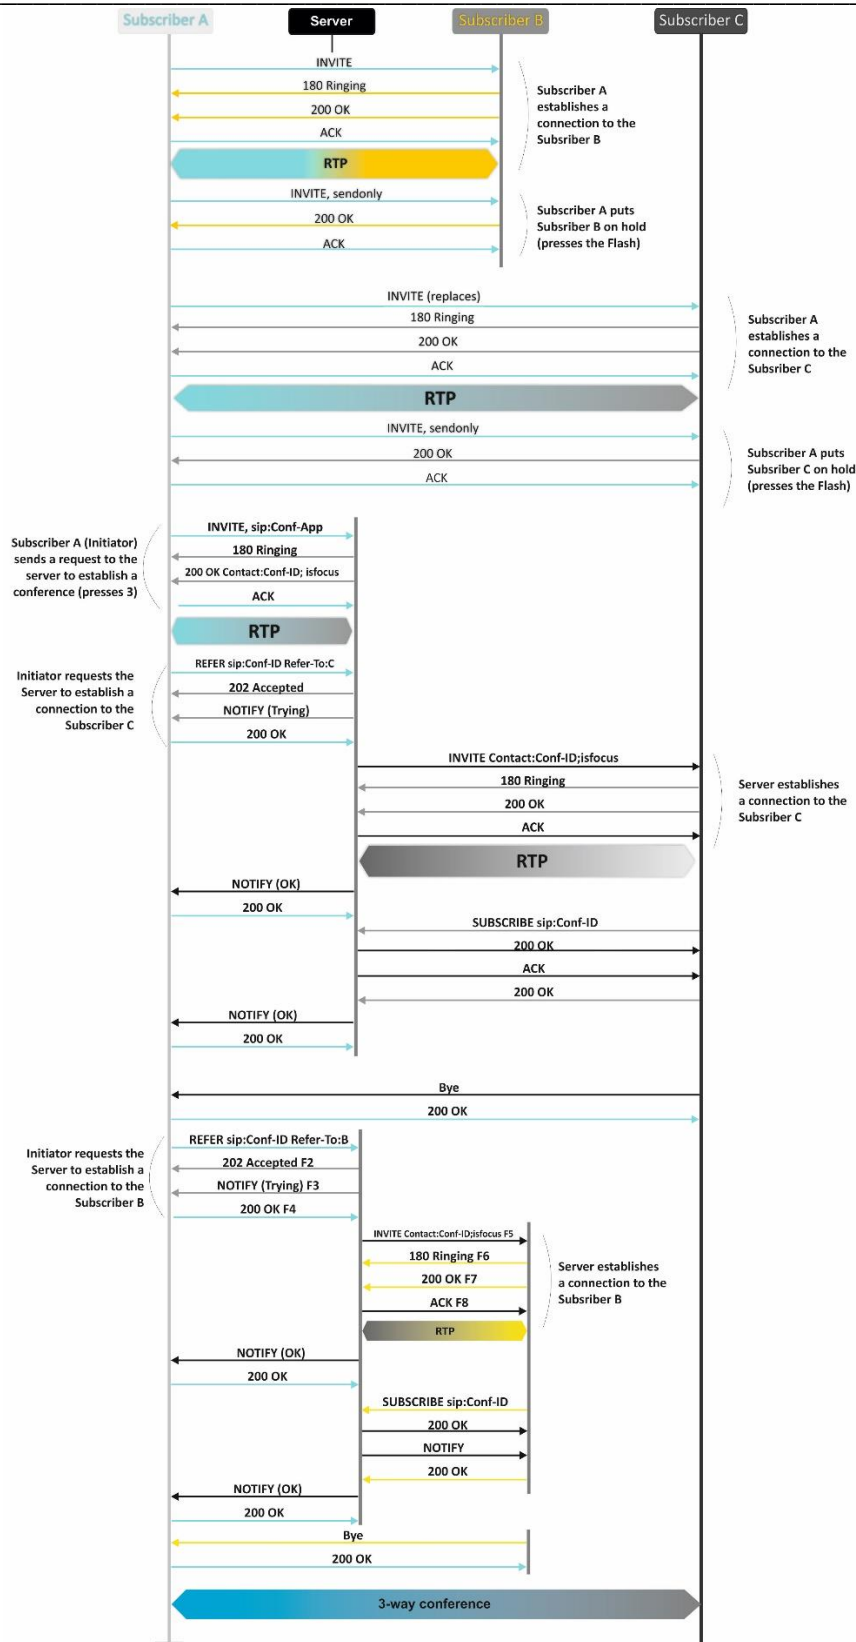 Subscriber A
Server
Subscriber B
Subscriber C
INVITE
180 Ringing
200 OK
ACK
RTP
Subscriber A
establishes a
connection to the
Subsriber B
INVITE, sendonly
200 OK
ACK
Subscriber A puts
Subsriber B on hold
(presses the Flash)
INVITE (replaces)
180 Ringing
200 OK
ACK
RTP
Subscriber A
establishes a
connection to the
Subsriber C
INVITE, sendonly
200 OK
ACK
Subscriber A puts
Subsriber C on hold
(presses the Flash)
Subscriber A (Initiator)
sends a request to the
server to establish a
conference (presses 3)
INVITE, sip:Conf-App
180 Ringing
200 OK Contact:Conf-ID; isfocus
ACK
RTP
Initiator requests the
Server to establish a
connection to the
Subscriber C
REFER sip:Conf-ID Refer-To:C
202 Accepted
NOTIFY (Trying)
200 OK
INVITE Contact:Conf-ID;isfocus
180 Ringing
200 OK
ACK
RTP
Server establishes
a connection to the
Subsriber C
NOTIFY (OK)
200 OK
SUBSCRIBE sip:Conf-ID
200 OK
ACK
200 OK
NOTIFY (OK)
200 OK
Bye
200 OK
Initiator requests the
Server to establish a
connection to the
Subscriber B
REFER sip:Conf-ID Refer-To:B
202 Accepted F2
NOTIFY (Trying) F3
200 OK F4
INVITE Contact:Conf-ID;isfocus F5
180 Ringing F6
200 OK F7
ACK F8
RTP
Server establishes
a connection to the
Subsriber B
NOTIFY (OK)
200 OK
SUBSCRIBE sip:Conf-ID
200 OK
NOTIFY
200 OK
NOTIFY (OK)
200 OK
Bye
200 OK
3-way conference